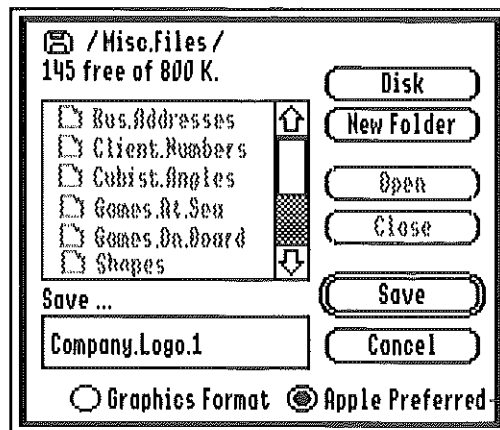 /Misc.Files/
145 free of 800 K.
Disk
New Folder
Bus.Addresses
Client.Numbers
Cubist.Angles
Games.At.Sea
Games.On.Board
Shapes
Open
Close
Save ...
Save
Company.Logo.1
Cancel
Graphics Format
Apple Preferred